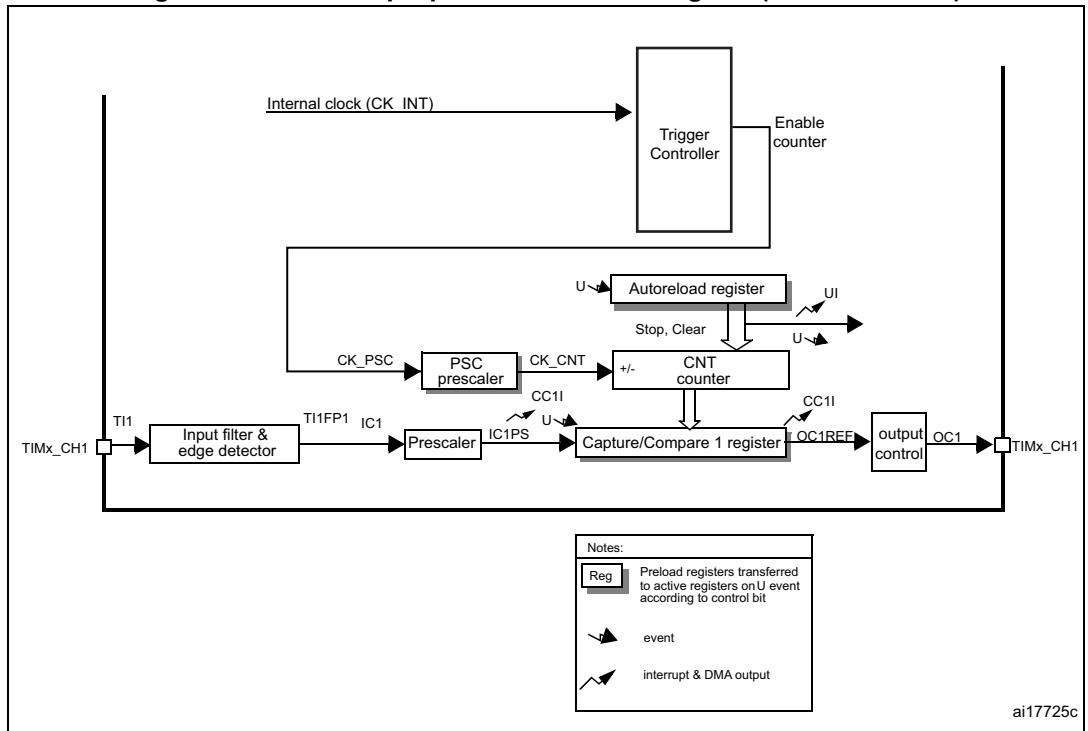 Internal clock (CK_INT)
Trigger
Controller
Enable
counter
U
Autoreload register
UI
Stop, Clear
U
CK_PSC
PSC
prescaler
CK_CNT
+/-
CNT
counter
CC1I
CC1I
TI1
TI1FP1
IC1
U
TIMx_CH1
Input filter &
edge detector
Prescaler
IC1PS
Capture/Compare 1 register
OC1REF
output
control
OC1
TIMx_CH1
Notes:
Reg
Preload registers transferred
to active registers on U event
according to control bit
event
interrupt & DMA output
ai17725c